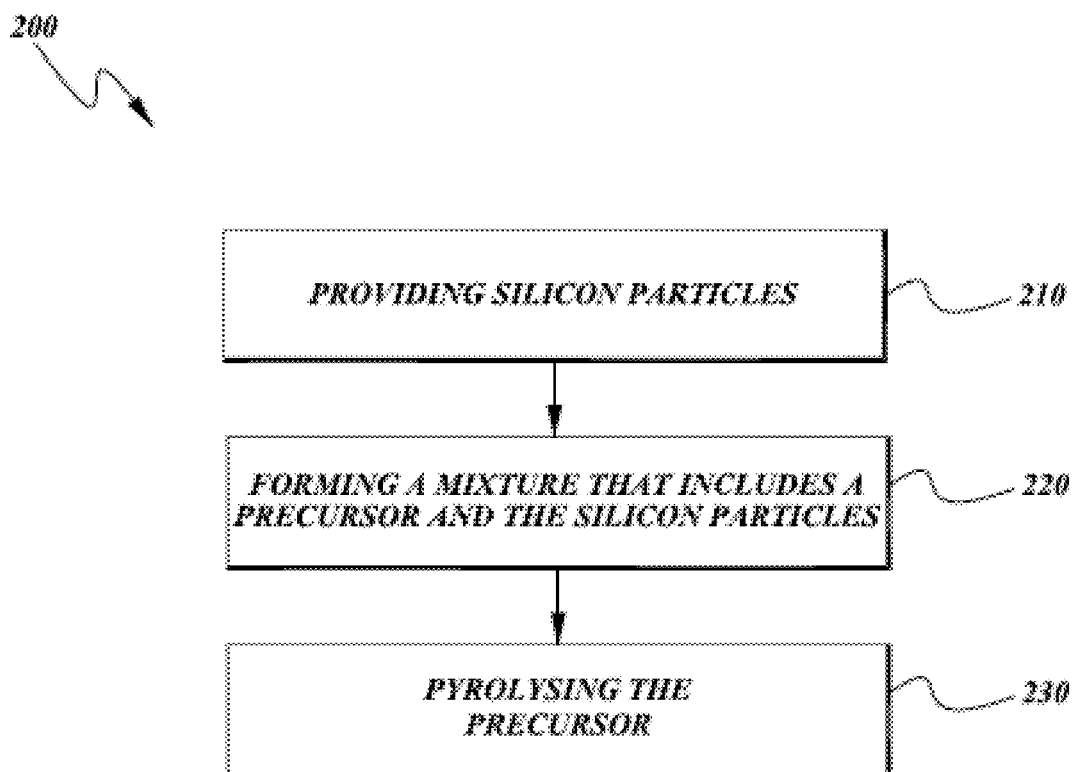 200
PROVIDING SILICON PARTICLES
210
FORMING A MIXTURE THAT INCLUDES A
PRECURSOR AND THE SILICON PARTICLES
220
PYROLYSING THE
PRECURSOR
230